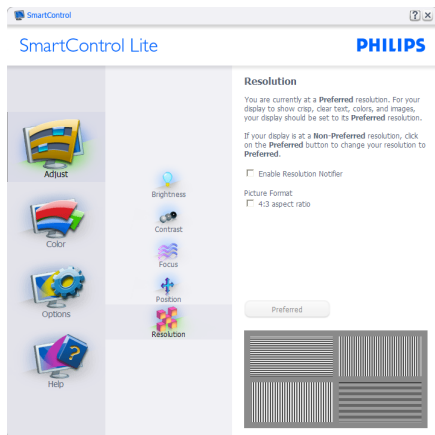 SmartControl
SmartControl Lite
PHILIPS
Adjust
Color
Options
Help
Brightness
Contrast
Focus
Position
Resolution
Resolution
You are currently at a Preferred resolution. For your
display to show crisp, clear text, colors, and images,
your display should be set to its Preferred resolution.
If your display is at a Non-Preferred resolution, click
on the Preferred button to change your resolution to
Preferred.
Enable Resolution Notifier
Picture Format
4:3 aspect ratio
Preferred